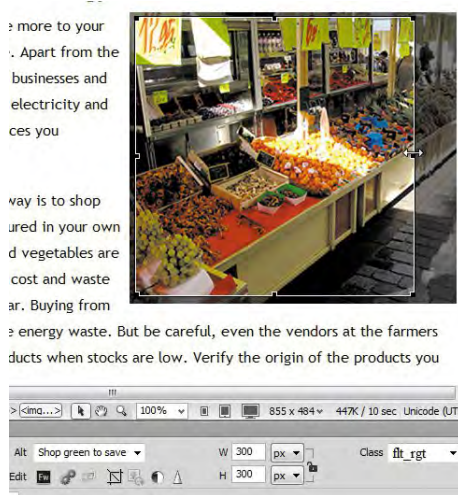 e more to your
e. Apart from the
businesses and
electricity and
ces you
way is to shop
ured in your own
d vegetables are
cost and waste
ar. Buying from
e energy waste. But be careful, even the vendors at the farmers
ducts when stocks are low. Verify the origin of the products you
> <img...> 100% 855 x 484 447K / 10 sec Unicode (UT
Alt Shop green to save W 300 px Class flt_rgt
Edit Fw H 300 px